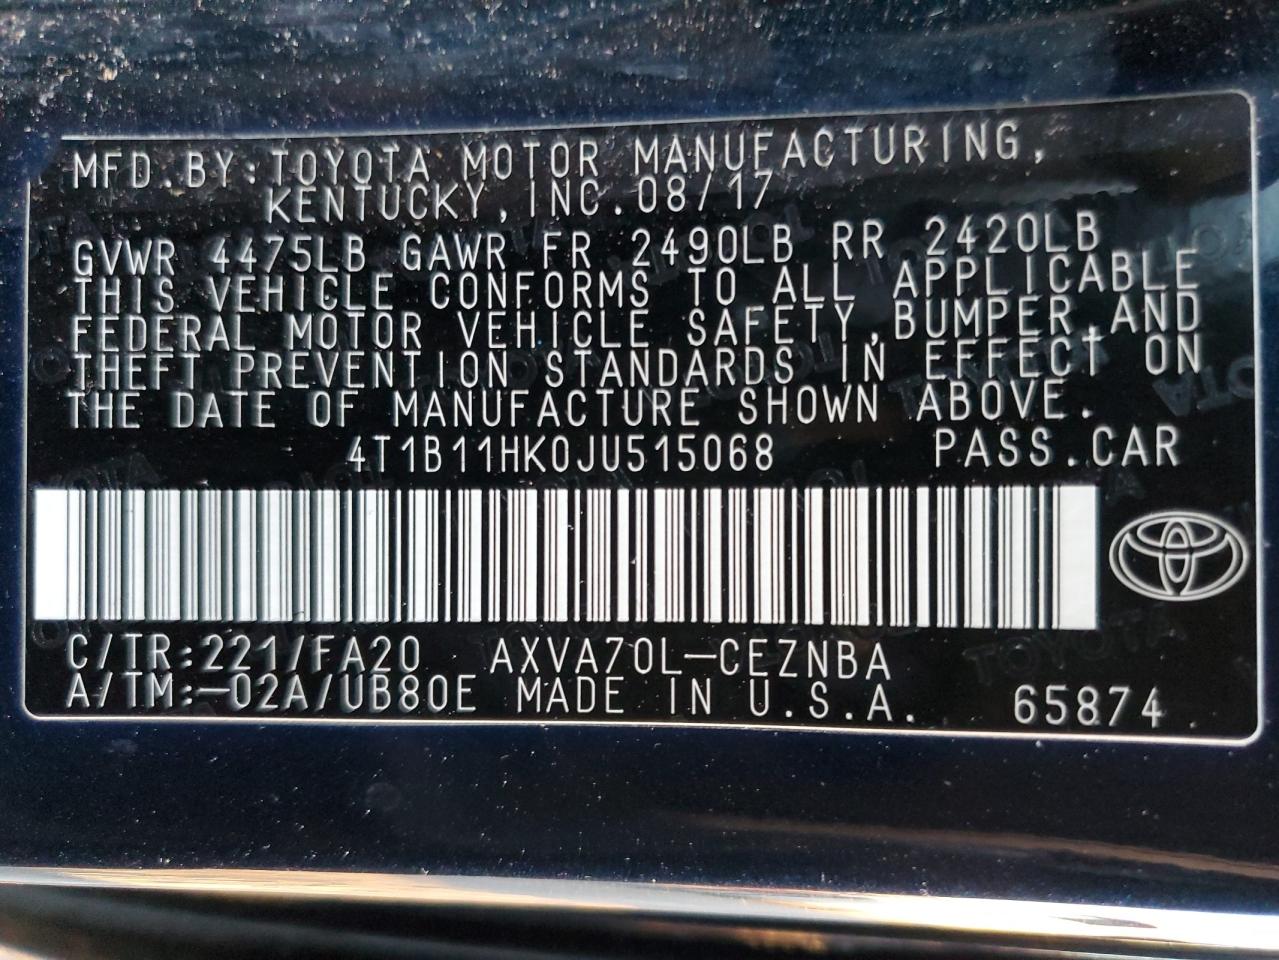 MFD.BY:TOYOTA MOTOR MANUFACTURING,
KENTUCKY,INC.08/17
GVWR 4475LB GAWR FR 2490LB RR 2420LB
THIS VEHICLE CONFORMS TO ALL APPLICABLE
FEDERAL MOTOR VEHICLE SAFETY,BUMPER,AND
THEFT PREVENTION STANDARDS IN EFFECT ON
THE DATE OF MANUFACTURE SHOWN ABOVE.
4T1B11HK0JU515068 PASS.CAR
C/TR:221/FA20 AXVA70L-CEZNBA
A/TM:-02A/UB80E MADE IN U.S.A. 65874